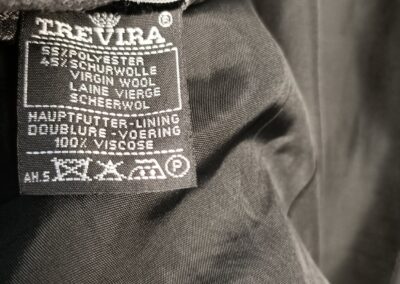 TREVIRA®
55% POLYESTER
45% SCHURWOLLE
VIRGIN WOOL
LAINE VIERGE
SCHEERWOL
HAUPTFUTTER-LINING
DOUBLURE-VOERING
100% VISCOSE
AH.5 P